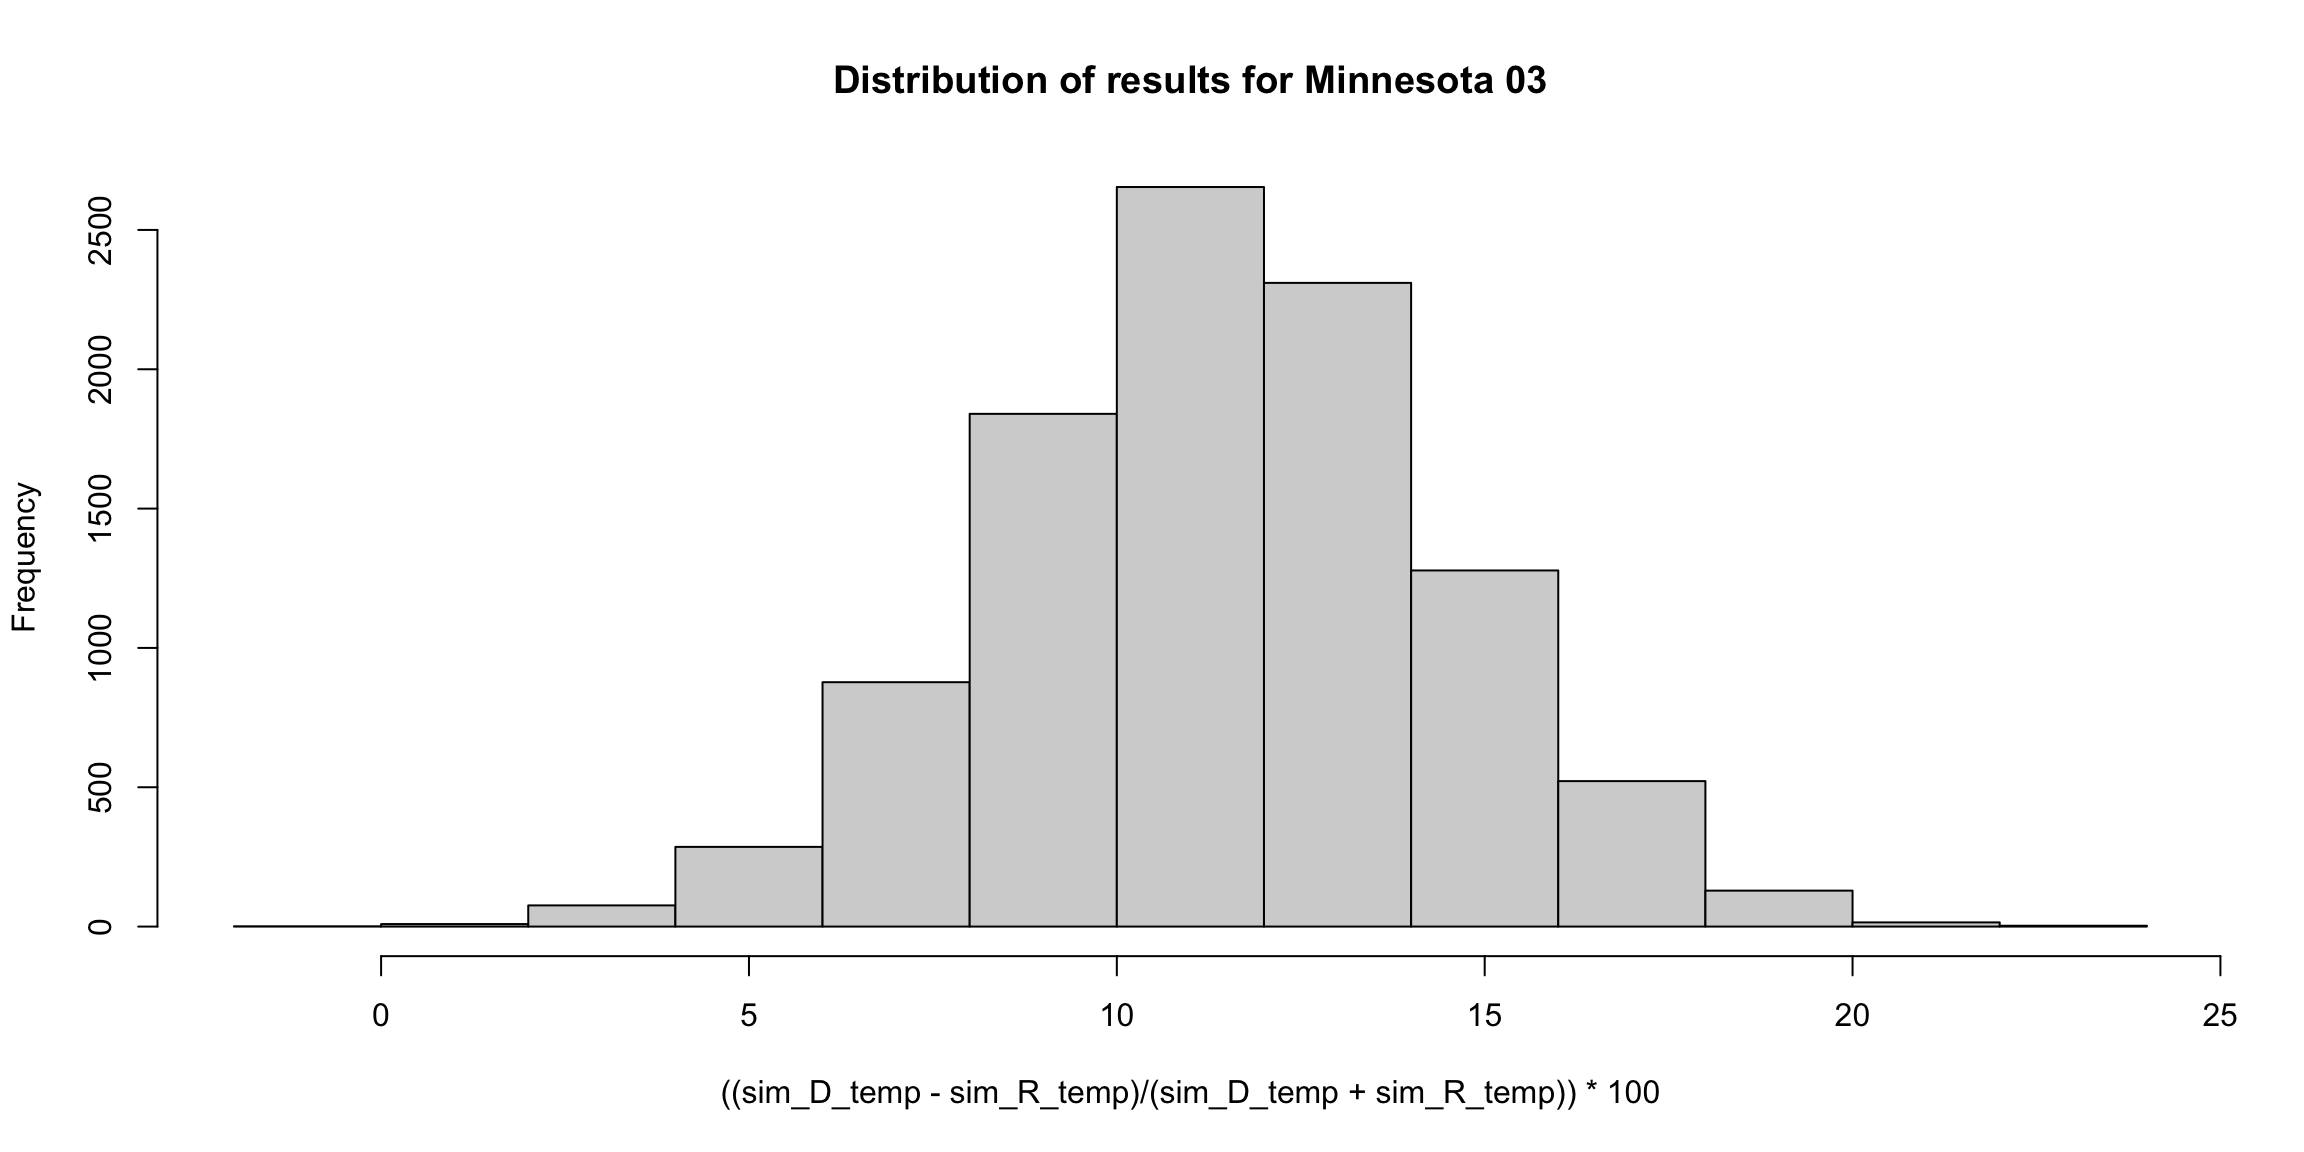 Distribution of results for Minnesota 03
Frequency
2500
2000
1500
1000
500
0
0 5 10 15 20 25
((sim_D_temp - sim_R_temp)/(sim_D_temp + sim_R_temp)) * 100